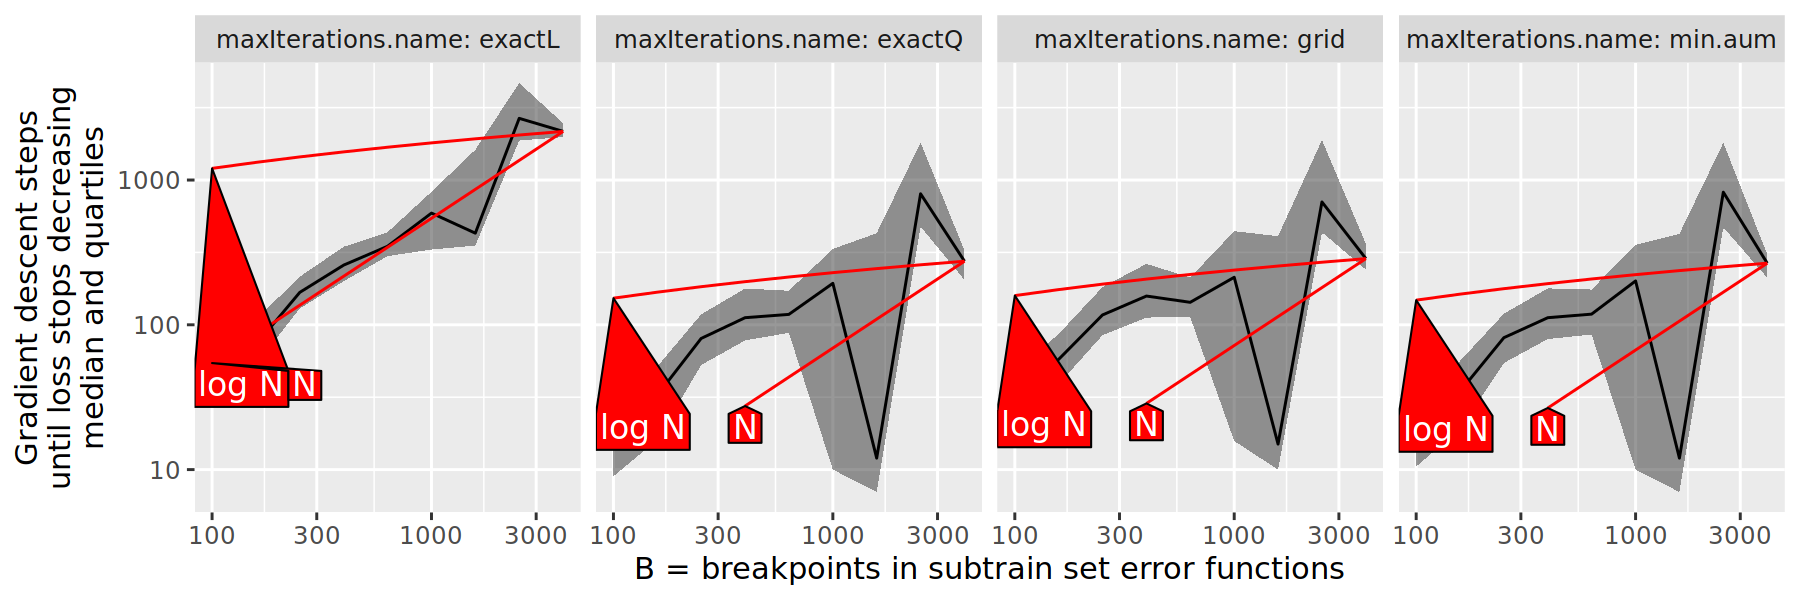 maxIterations.name: exactL
maxIterations.name: exactQ
maxIterations.name: grid
maxIterations.name: min.aum
Gradient descent steps
until loss stops decreasing
median and quartiles
1000
100
10
log N
N
log N
N
log N
N
log N
N
100 300 1000 3000
100 300 1000 3000
100 300 1000 3000
100 300 1000 3000
B = breakpoints in subtrain set error functions